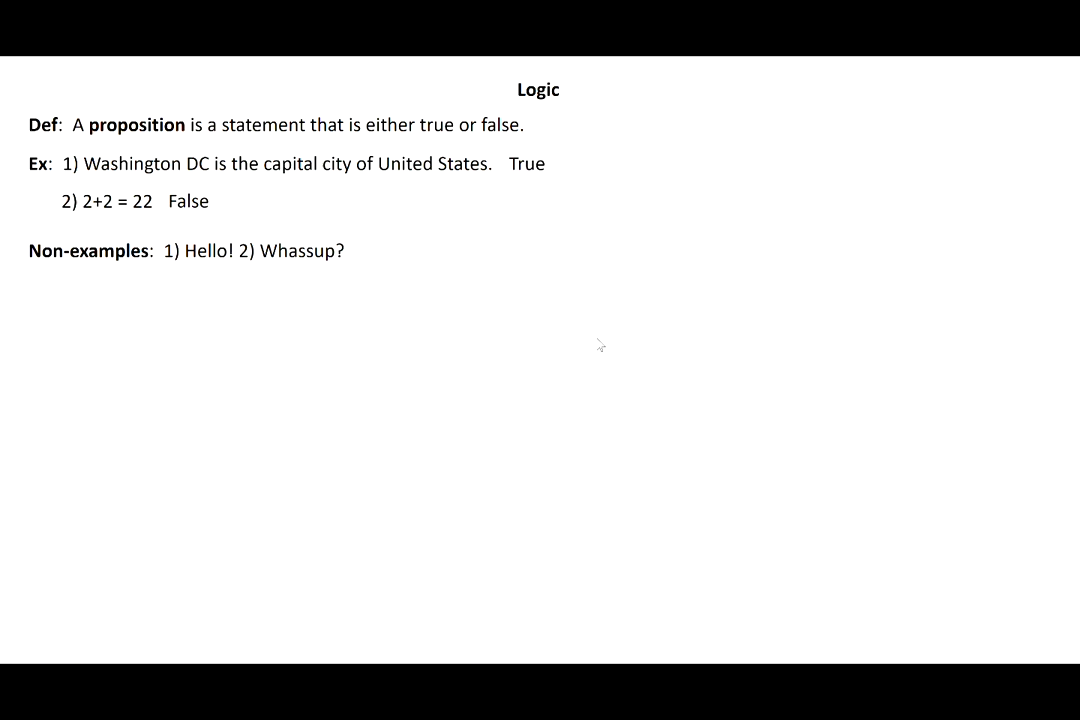 Logic
Def: A proposition is a statement that is either true or false.
Ex: 1) Washington DC is the capital city of United States. True
2) 2+2 = 22 False
Non-examples: 1) Hello! 2) Whassup?